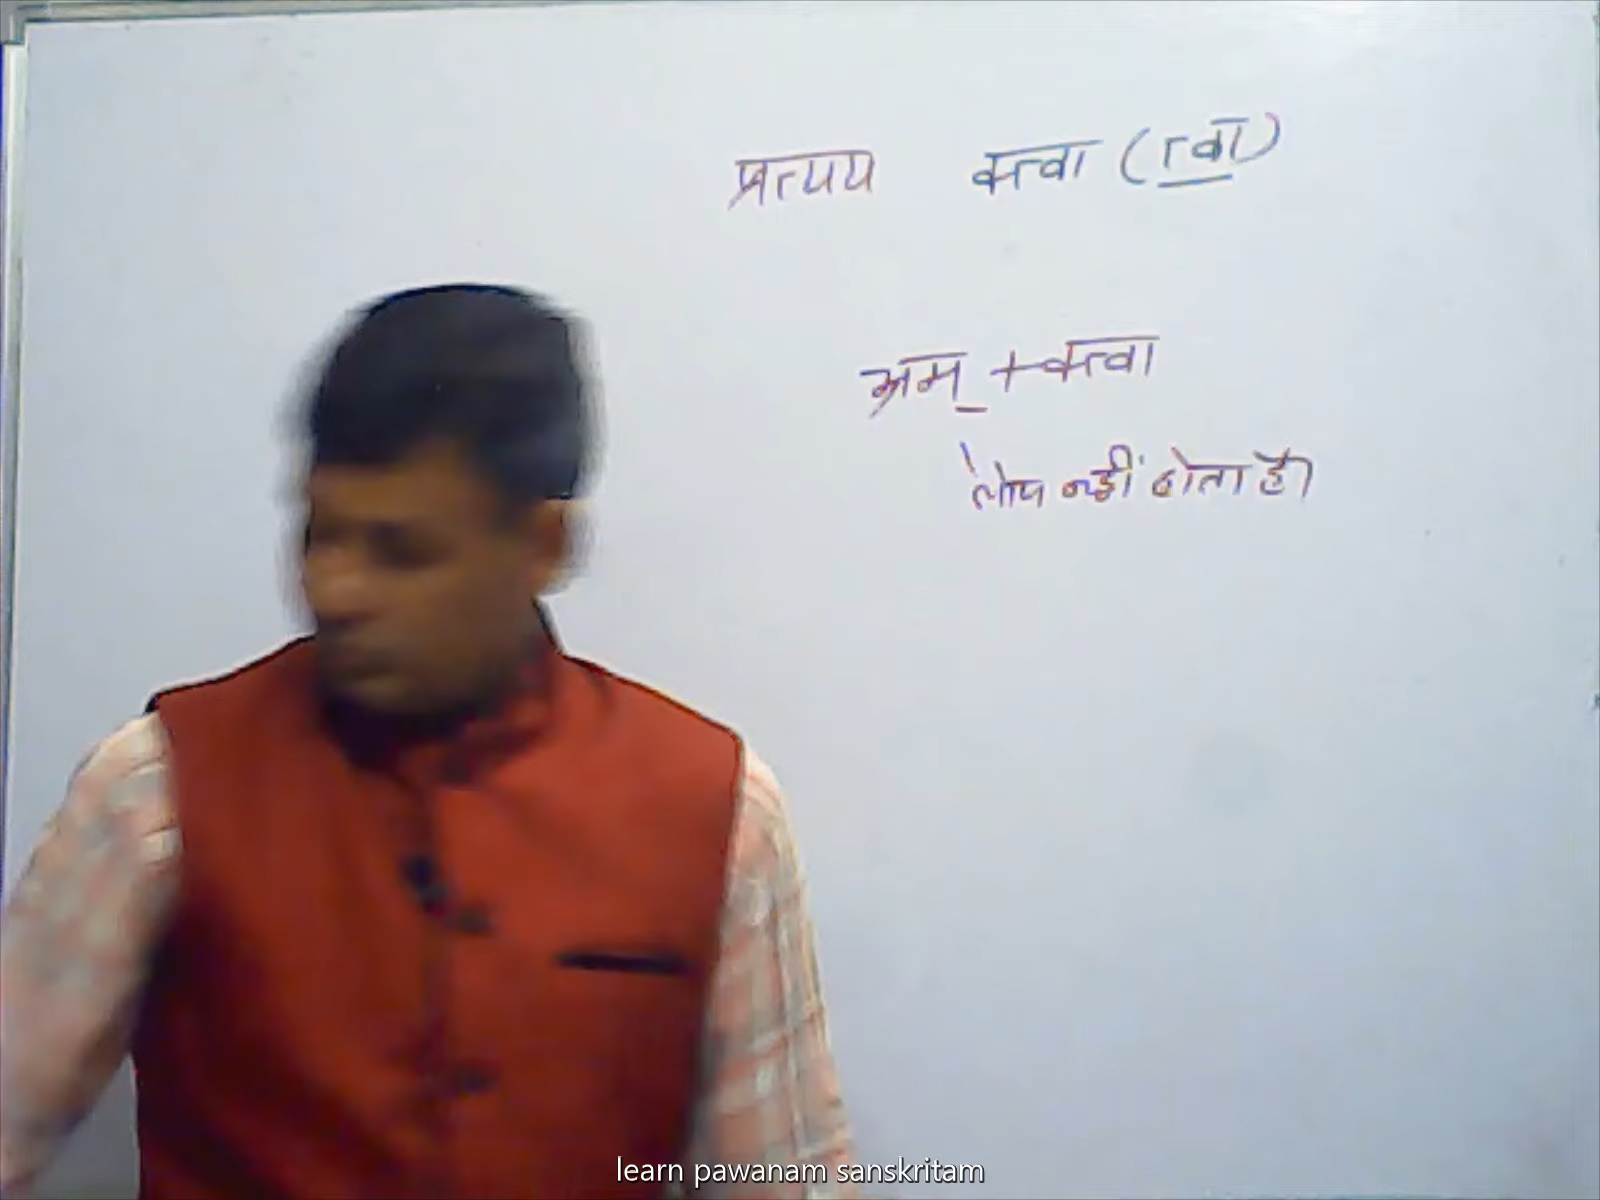 प्रत्यय क्त्वा (त्वा)
भ्रम् + क्त्वा
लोप नहीं होता है।
learn pawanam sanskritam